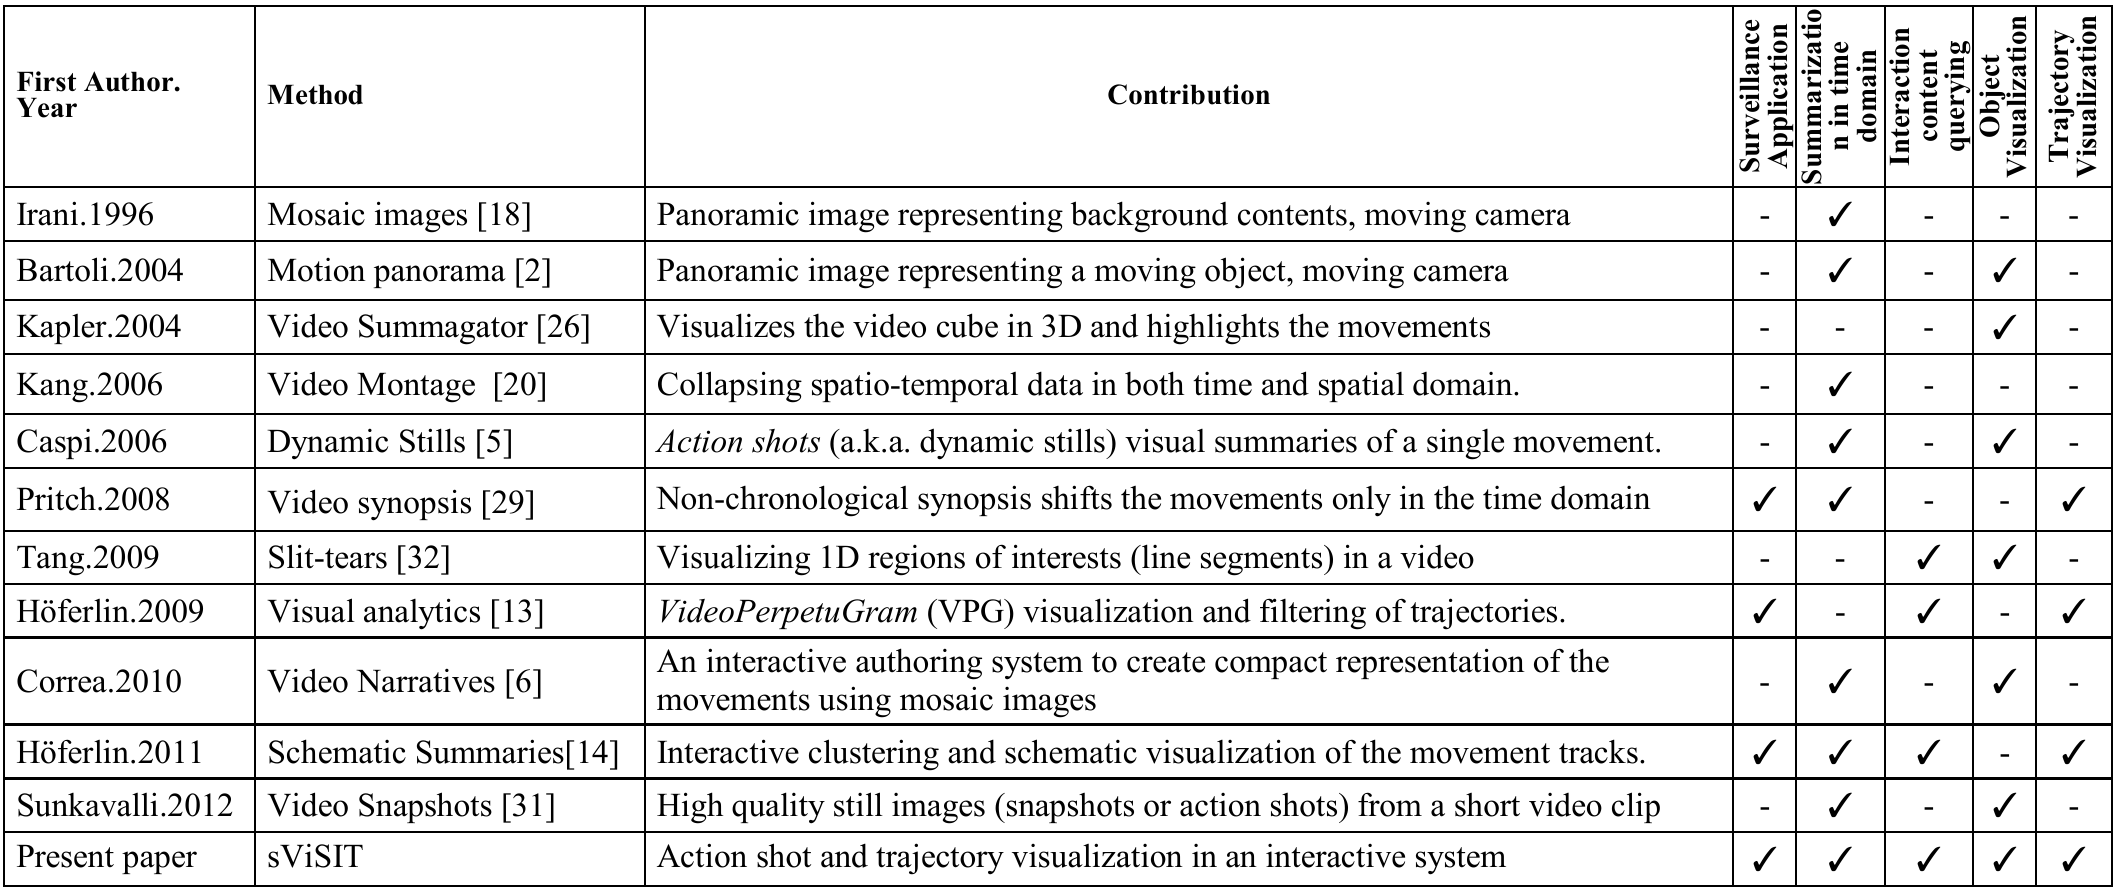 First Author. Year | Method | Contribution | Surveillance Application | Summarizatio n in time domain | Interaction content querying | Object Visualization | Trajectory Visualization
Irani.1996 | Mosaic images [18] | Panoramic image representing background contents, moving camera | - | ✓ | - | - | -
Bartoli.2004 | Motion panorama [2] | Panoramic image representing a moving object, moving camera | - | ✓ | - | ✓ | -
Kapler.2004 | Video Summagator [26] | Visualizes the video cube in 3D and highlights the movements | - | - | - | ✓ | -
Kang.2006 | Video Montage [20] | Collapsing spatio-temporal data in both time and spatial domain. | - | ✓ | - | - | -
Caspi.2006 | Dynamic Stills [5] | Action shots (a.k.a. dynamic stills) visual summaries of a single movement. | - | ✓ | - | ✓ | -
Pritch.2008 | Video synopsis [29] | Non-chronological synopsis shifts the movements only in the time domain | ✓ | ✓ | - | - | ✓
Tang.2009 | Slit-tears [32] | Visualizing 1D regions of interests (line segments) in a video | - | - | ✓ | ✓ | -
Höferlin.2009 | Visual analytics [13] | VideoPerpetuGram (VPG) visualization and filtering of trajectories. | ✓ | - | ✓ | - | ✓
Correa.2010 | Video Narratives [6] | An interactive authoring system to create compact representation of the movements using mosaic images | - | ✓ | - | ✓ | -
Höferlin.2011 | Schematic Summaries[14] | Interactive clustering and schematic visualization of the movement tracks. | ✓ | ✓ | ✓ | - | ✓
Sunkavalli.2012 | Video Snapshots [31] | High quality still images (snapshots or action shots) from a short video clip | - | ✓ | - | ✓ | -
Present paper | sViSIT | Action shot and trajectory visualization in an interactive system | ✓ | ✓ | ✓ | ✓ | ✓